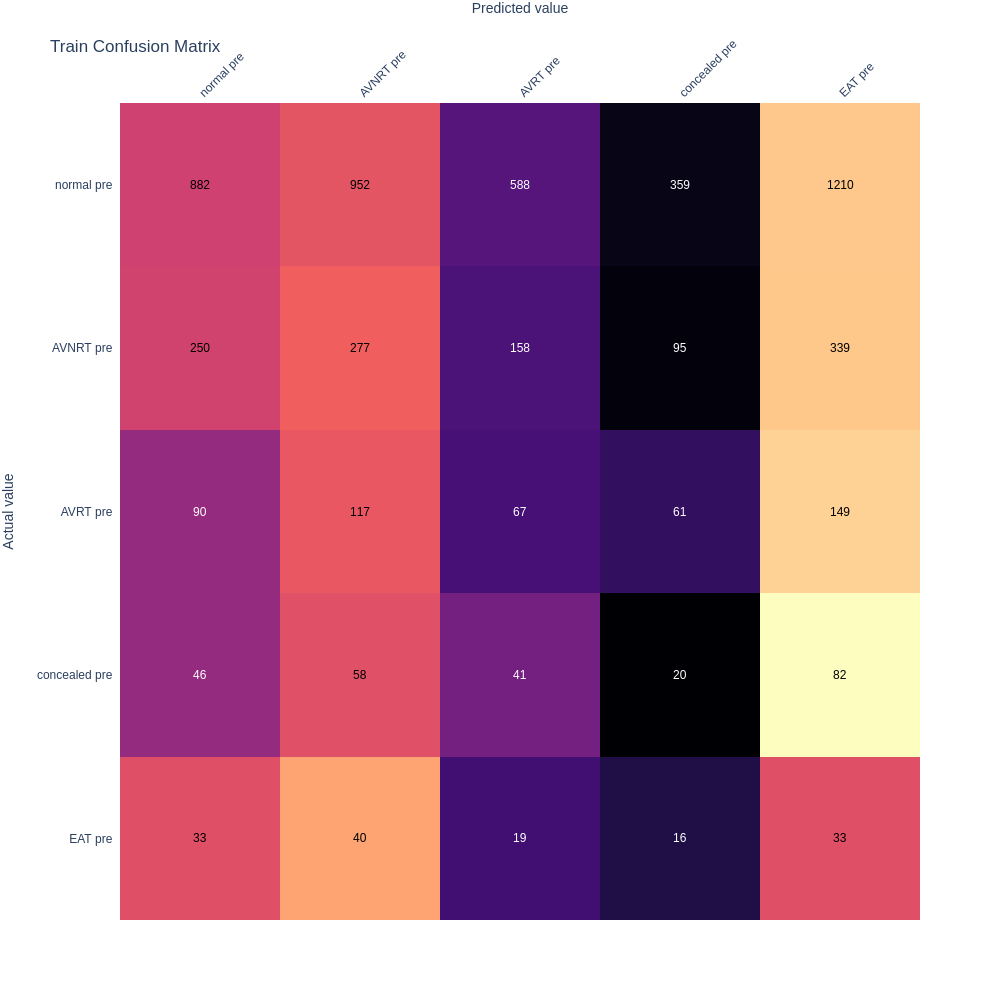 Predicted value
Train Confusion Matrix
normal pre AVNRT pre AVRT pre concealed pre EAT pre
normal pre 882 952 588 359 1210
AVNRT pre 250 277 158 95 339
AVRT pre 90 117 67 61 149
concealed pre 46 58 41 20 82
EAT pre 33 40 19 16 33
Actual value